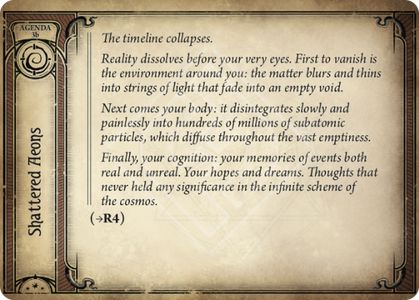 AGENDA
3b
Shattered Aeons
The timeline collapses.
Reality dissolves before your very eyes. First to vanish is
the environment around you: the matter blurs and thins
into strings of light that fade into an empty void.
Next comes your body: it disintegrates slowly and
painlessly into hundreds of millions of subatomic
particles, which diffuse throughout the vast emptiness.
Finally, your cognition: your memories of events both
real and unreal. Your hopes and dreams. Thoughts that
never held any significance in the infinite scheme of
the cosmos.
(→R4)